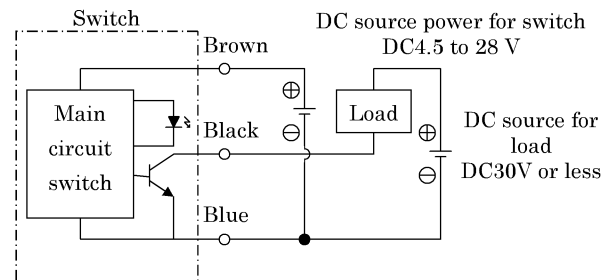 Switch
DC source power for switch
DC4.5 to 28 V
Brown
⊕
Main
circuit
switch
Load
⊖
Black
⊕
DC source for
load
DC30V or less
⊖
Blue